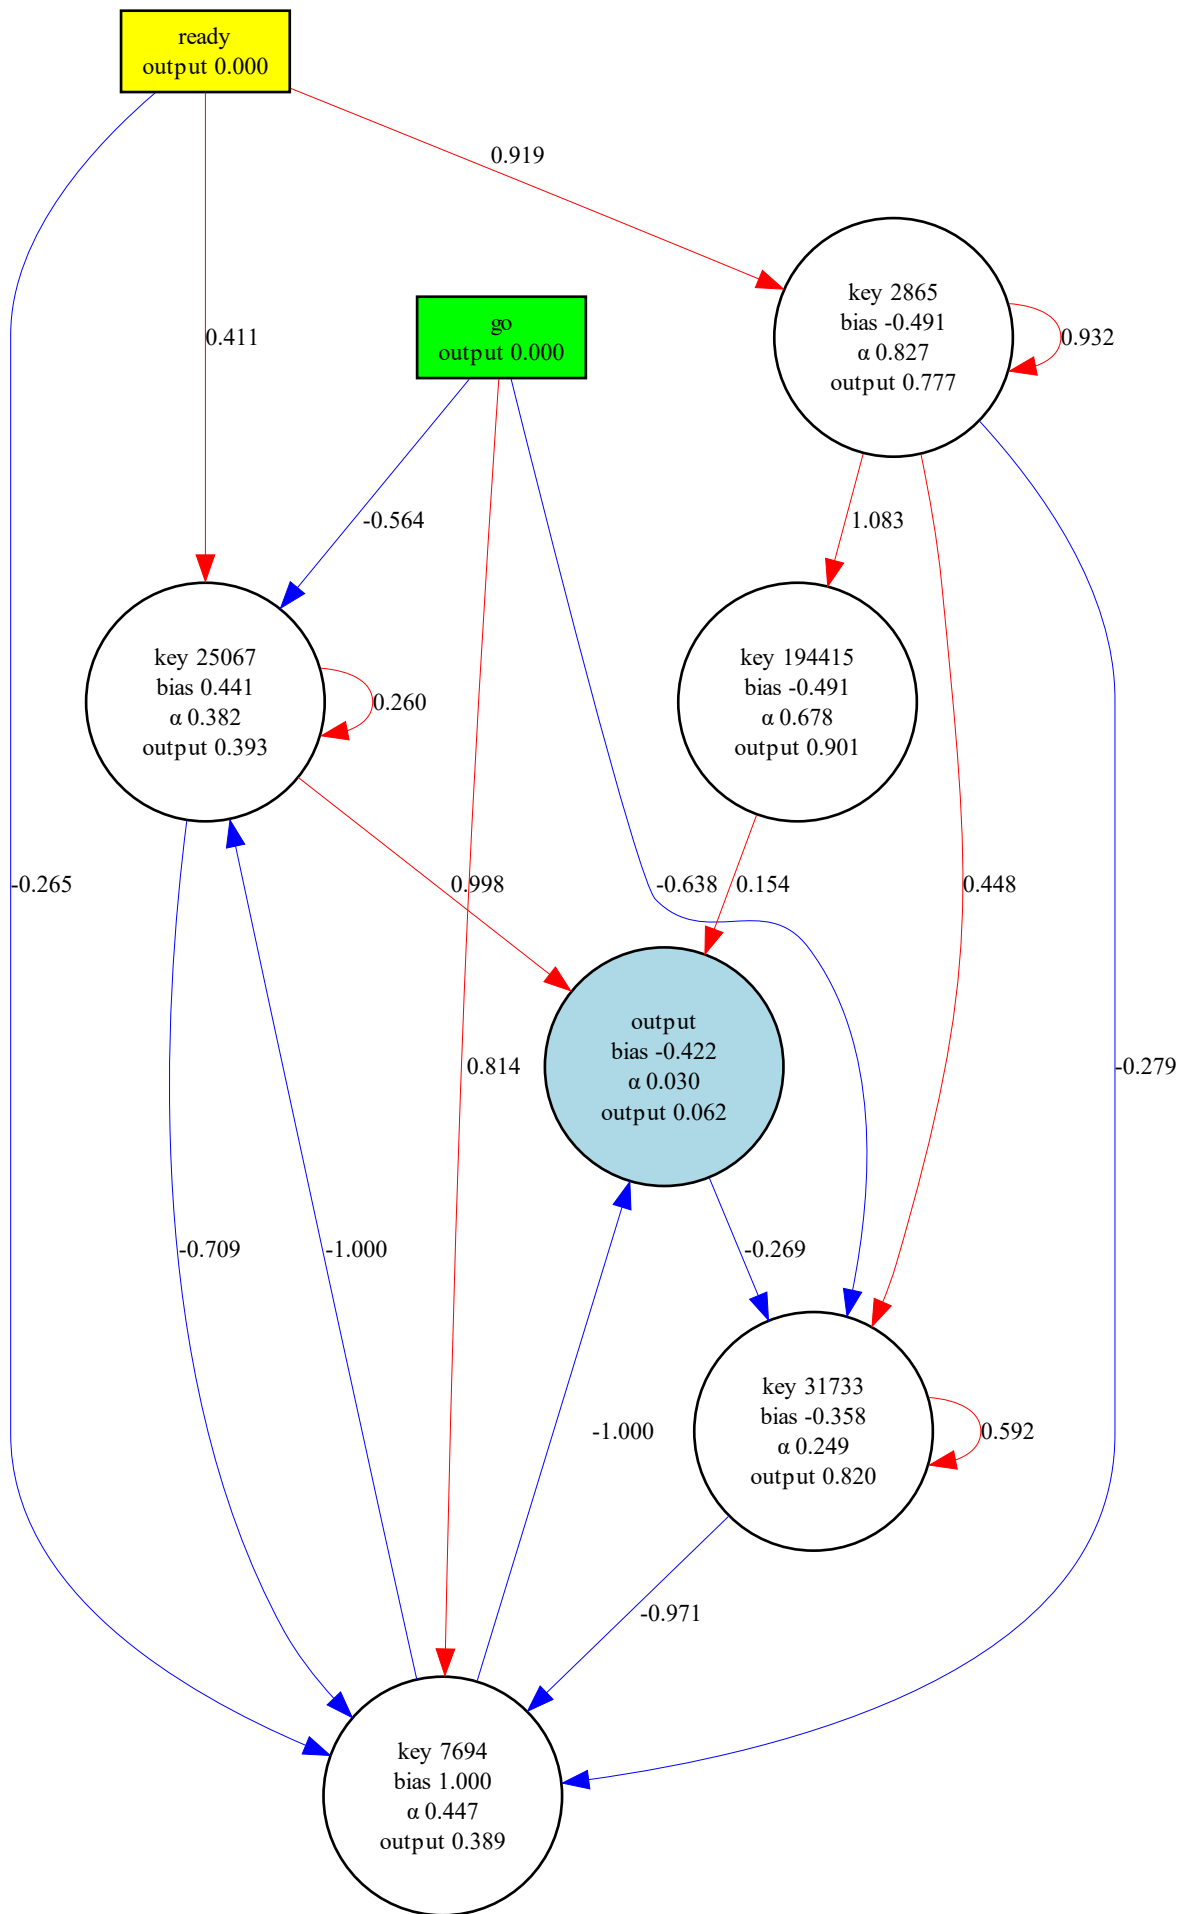 ready
output 0.000
0.919
key 2865
bias -0.491
α 0.827
output 0.777
0.932
go
output 0.000
0.411
-0.564
1.083
key 25067
bias 0.441
α 0.382
output 0.393
0.260
key 194415
bias -0.491
α 0.678
output 0.901
-0.265
0.998
-0.638
0.154
0.448
output
bias -0.422
α 0.030
output 0.062
0.814
-0.279
-0.709
-1.000
-0.269
key 31733
bias -0.358
α 0.249
output 0.820
0.592
-1.000
-0.971
key 7694
bias 1.000
α 0.447
output 0.389